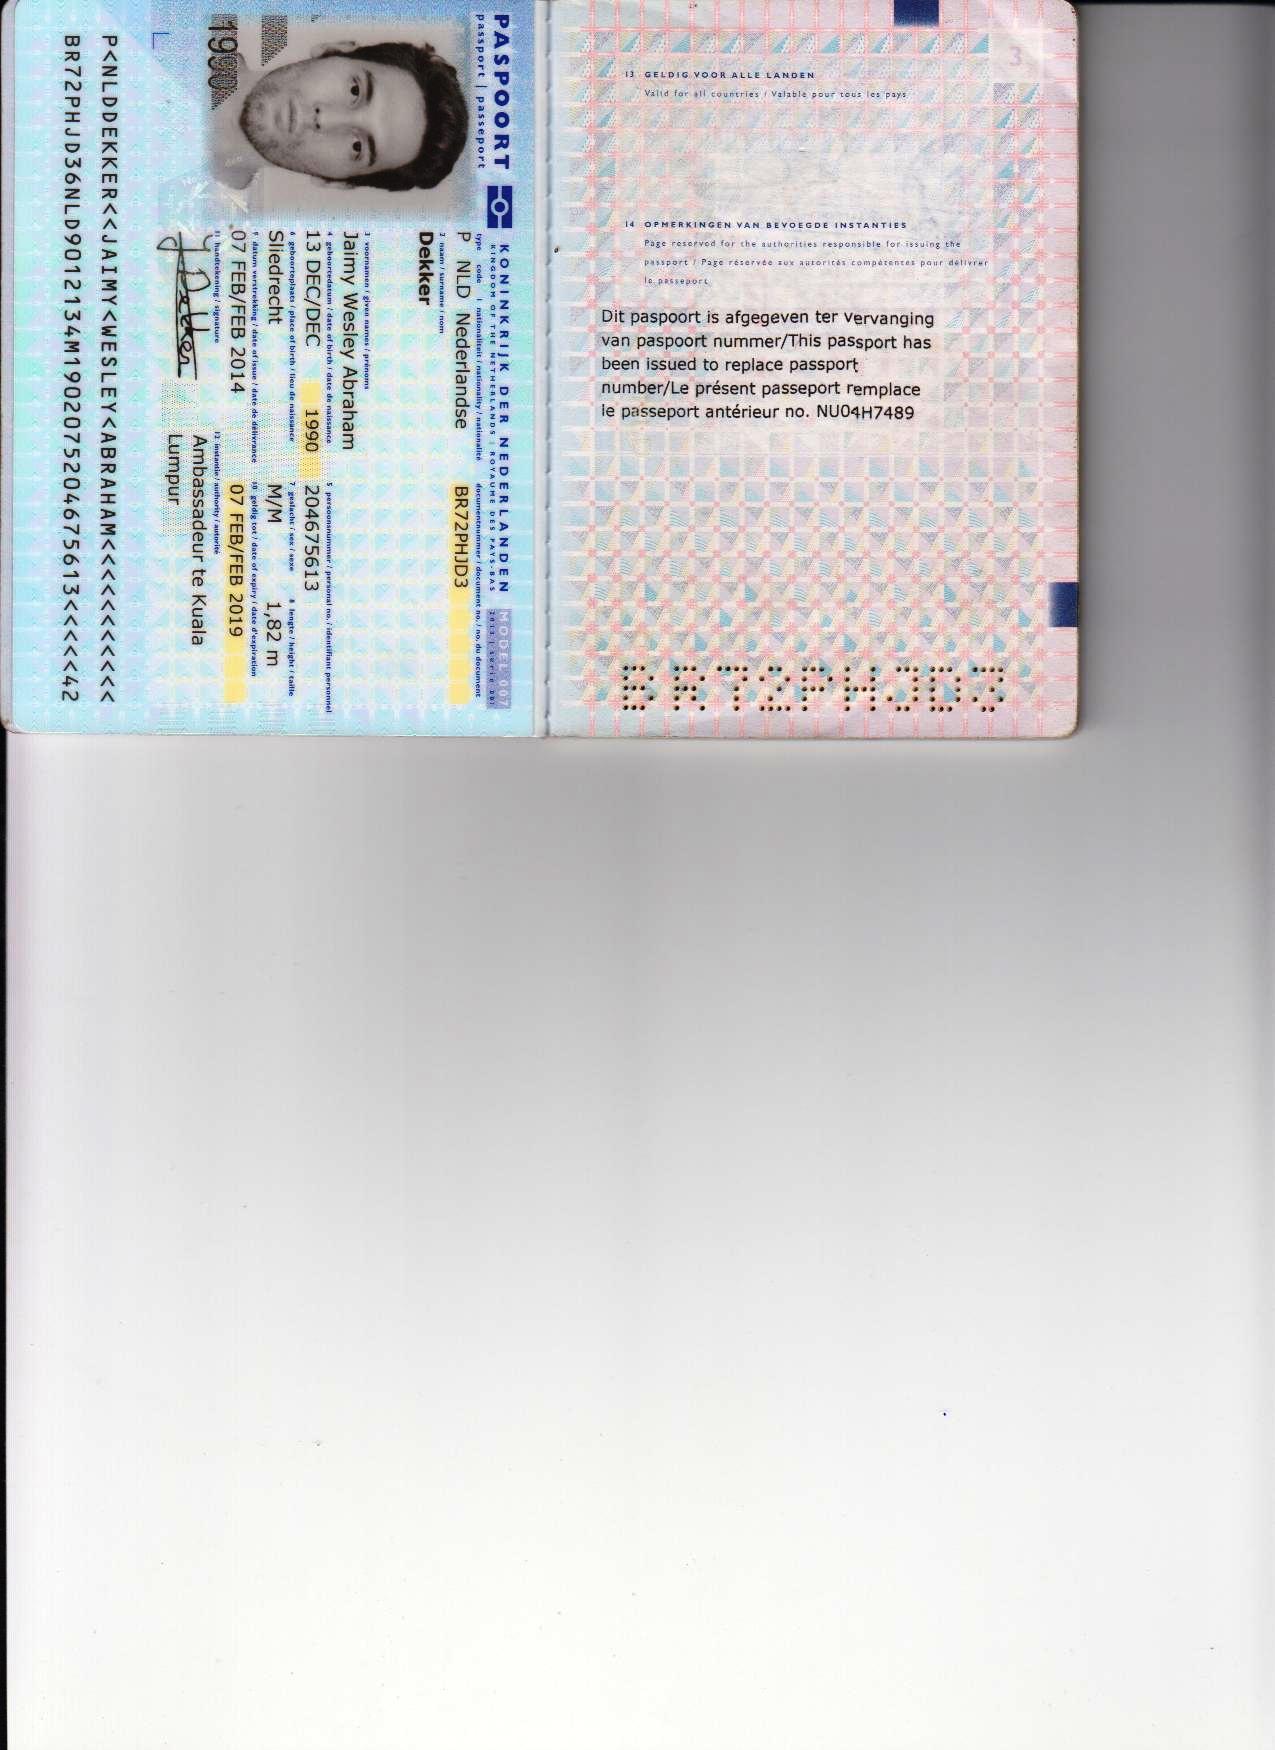 PASPOORT
passport | passeport
KONINKRIJK DER NEDERLANDEN
KINGDOM OF THE NETHERLANDS | ROYAUME DES PAYS-BAS
MODEL 007
type code 1 nationaliteit / nationality / nationalité documentnummer / document no. / no. du document
P NLD Nederlandse BR72PHJD3
2 naam / surname / nom
Dekker
3 voornamen / given names / prénoms
Jaimy Wesley Abraham
4 geboortedatum / date of birth / date de naissance 5 persoonsnummer / personal no. / identifiant personnel
13 DEC/DEC 1990 204675613
6 geboorteplaats / place of birth / lieu de naissance 7 geslacht / sex / sexe 8 lengte / height / taille
Sliedrecht M/M 1,82 m
9 datum verstrekking / date of issue / date de délivrance 10 geldig tot / date of expiry / date d'expiration
07 FEB/FEB 2014 07 FEB/FEB 2019
11 handtekening / signature 12 instantie / authority / autorité
Ambassadeur te Kuala
Lumpur
1990
P<NLDDEKKER<<JAIMY<WESLEY<ABRAHAM<<<<<<<<<<<
BR72PHJD36NLD9012134M1902075204675613<<<<<42
3
13 GELDIG VOOR ALLE LANDEN
Valid for all countries / Valable pour tous les pays
14 OPMERKINGEN VAN BEVOEGDE INSTANTIES
Page reserved for the authorities responsible for issuing the
passport / Page réservée aux autorités compétentes pour délivrer
le passeport
Dit paspoort is afgegeven ter vervanging
van paspoort nummer/This passport has
been issued to replace passport
number/Le présent passeport remplace
le passeport antérieur no. NU04H7489
BR72PHJD3